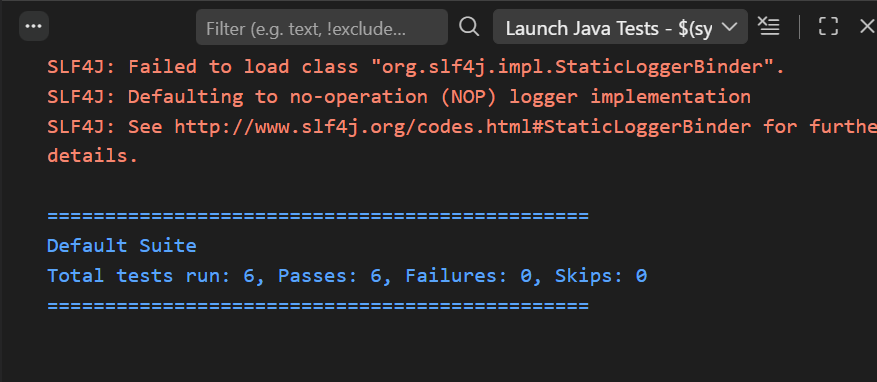 Filter (e.g. text, !exclude...
Launch Java Tests - $(sy
SLF4J: Failed to load class "org.slf4j.impl.StaticLoggerBinder".
SLF4J: Defaulting to no-operation (NOP) logger implementation
SLF4J: See http://www.slf4j.org/codes.html#StaticLoggerBinder for furthe
details.
===============================================
Default Suite
Total tests run: 6, Passes: 6, Failures: 0, Skips: 0
===============================================